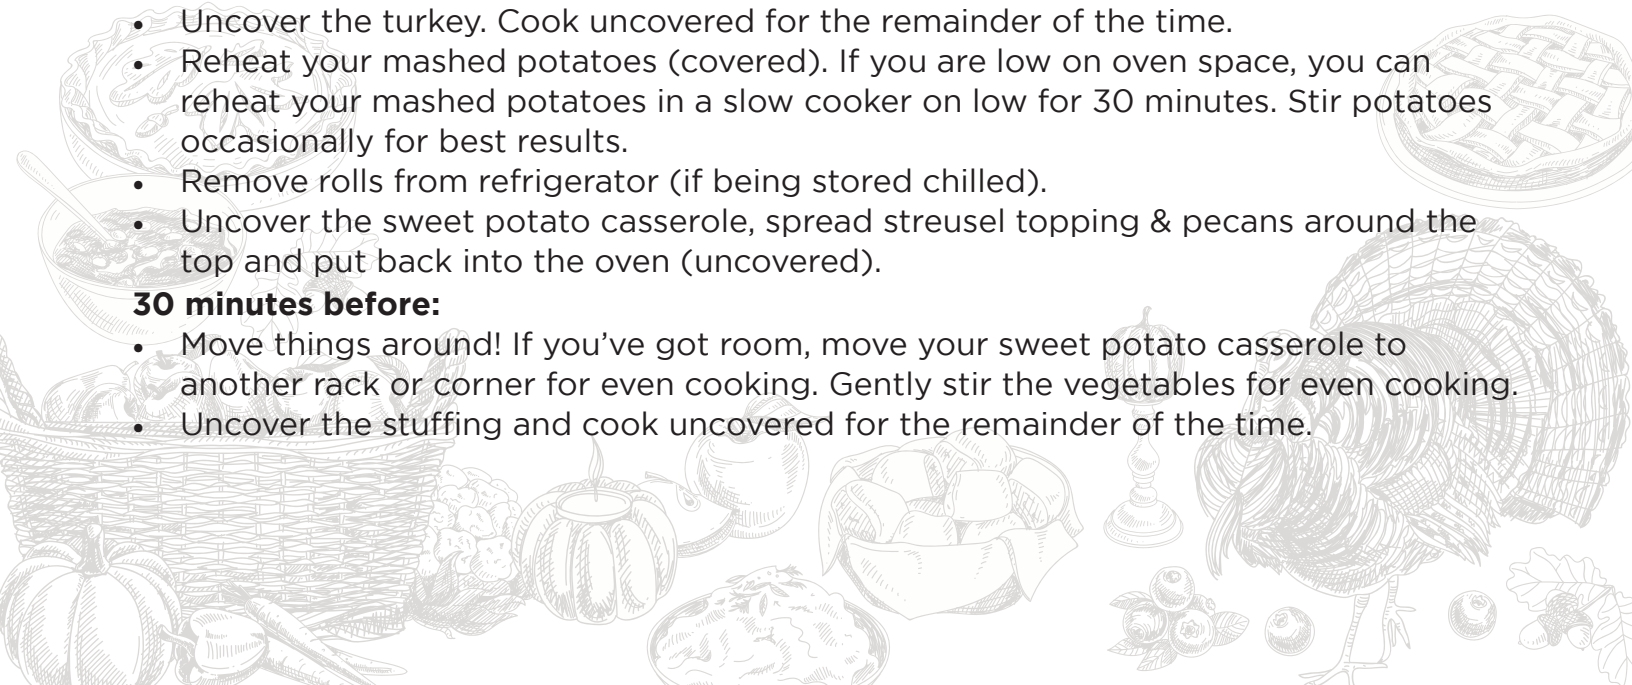 • Uncover the turkey. Cook uncovered for the remainder of the time.
• Reheat your mashed potatoes (covered). If you are low on oven space, you can
reheat your mashed potatoes in a slow cooker on low for 30 minutes. Stir potatoes
occasionally for best results.
• Remove rolls from refrigerator (if being stored chilled).
• Uncover the sweet potato casserole, spread streusel topping & pecans around the
top and put back into the oven (uncovered).
30 minutes before:
• Move things around! If you’ve got room, move your sweet potato casserole to
another rack or corner for even cooking. Gently stir the vegetables for even cooking.
• Uncover the stuffing and cook uncovered for the remainder of the time.